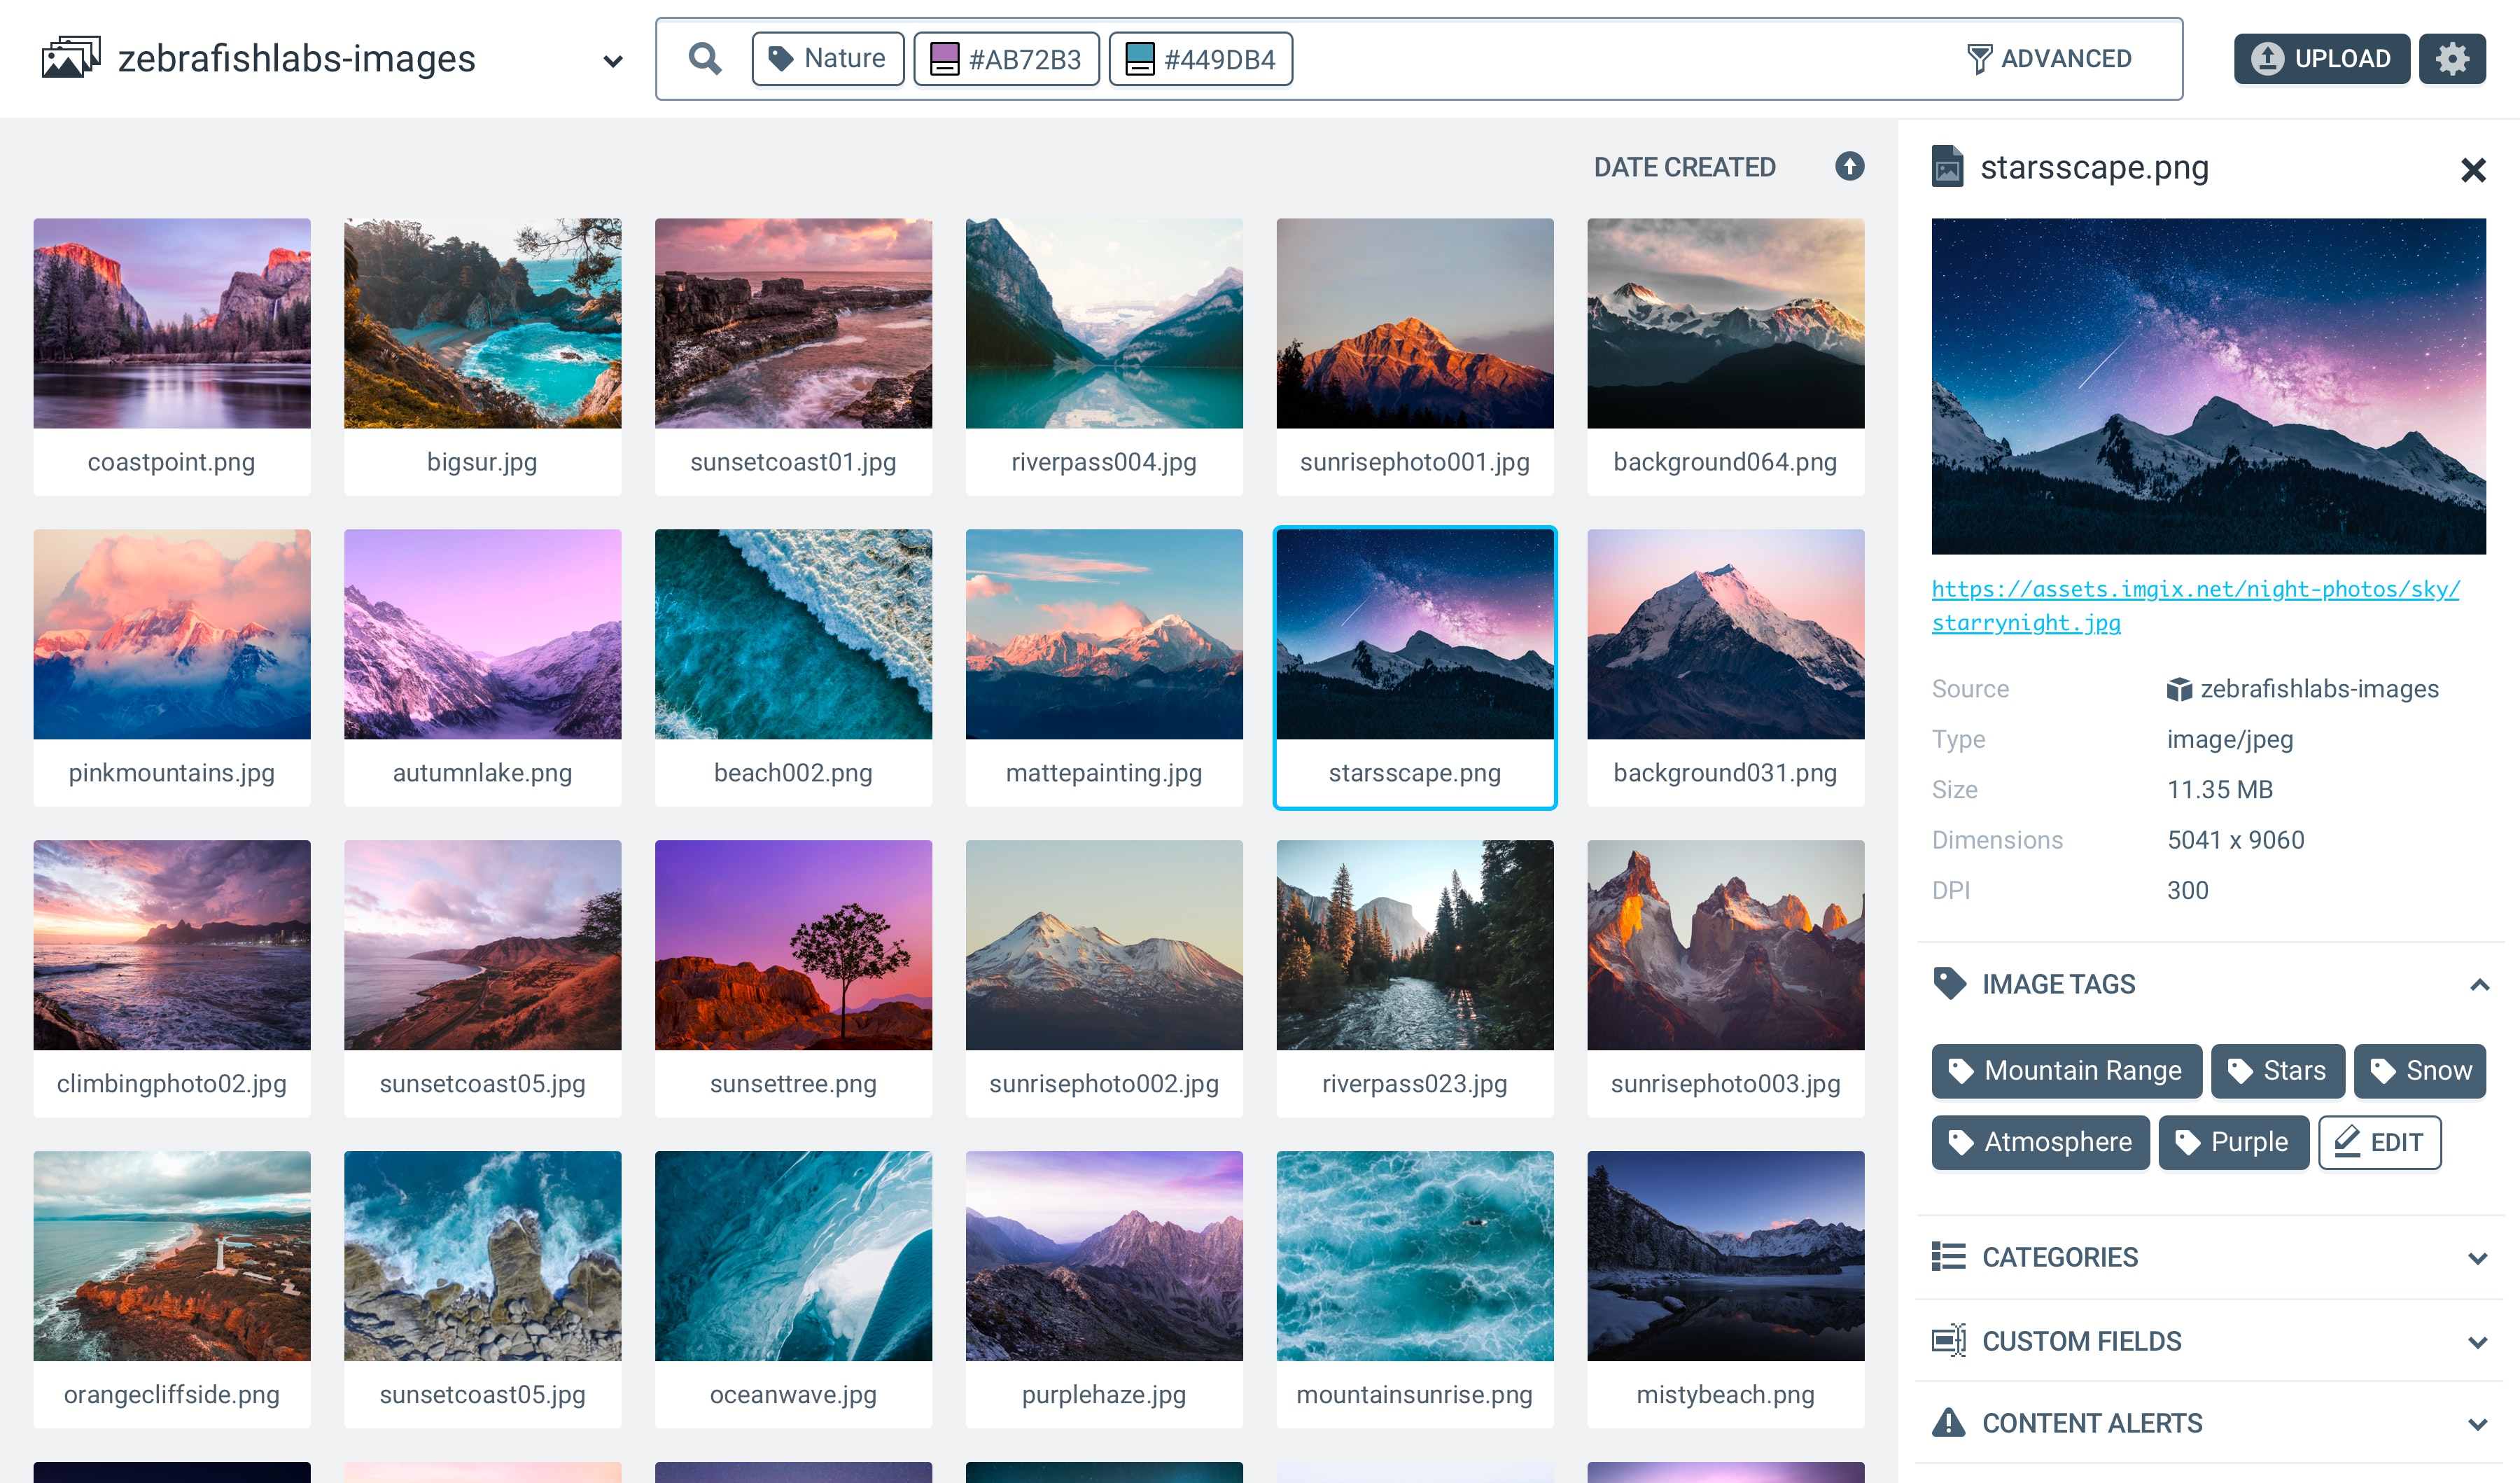 zebrafishlabs-images
Nature
#AB72B3
#449DB4
ADVANCED
UPLOAD
DATE CREATED
coastpoint.png
bigsur.jpg
sunsetcoast01.jpg
riverpass004.jpg
sunrisephoto001.jpg
background064.png
pinkmountains.jpg
autumnlake.png
beach002.png
mattepainting.jpg
starsscape.png
background031.png
climbingphoto02.jpg
sunsetcoast05.jpg
sunsettree.png
sunrisephoto002.jpg
riverpass023.jpg
sunrisephoto003.jpg
orangecliffside.png
sunsetcoast05.jpg
oceanwave.jpg
purplehaze.jpg
mountainsunrise.png
mistybeach.png
starsscape.png
https://assets.imgix.net/night-photos/sky/
starrynight.jpg
Source zebrafishlabs-images
Type image/jpeg
Size 11.35 MB
Dimensions 5041 x 9060
DPI 300
IMAGE TAGS
Mountain Range
Stars
Snow
Atmosphere
Purple
EDIT
CATEGORIES
CUSTOM FIELDS
CONTENT ALERTS